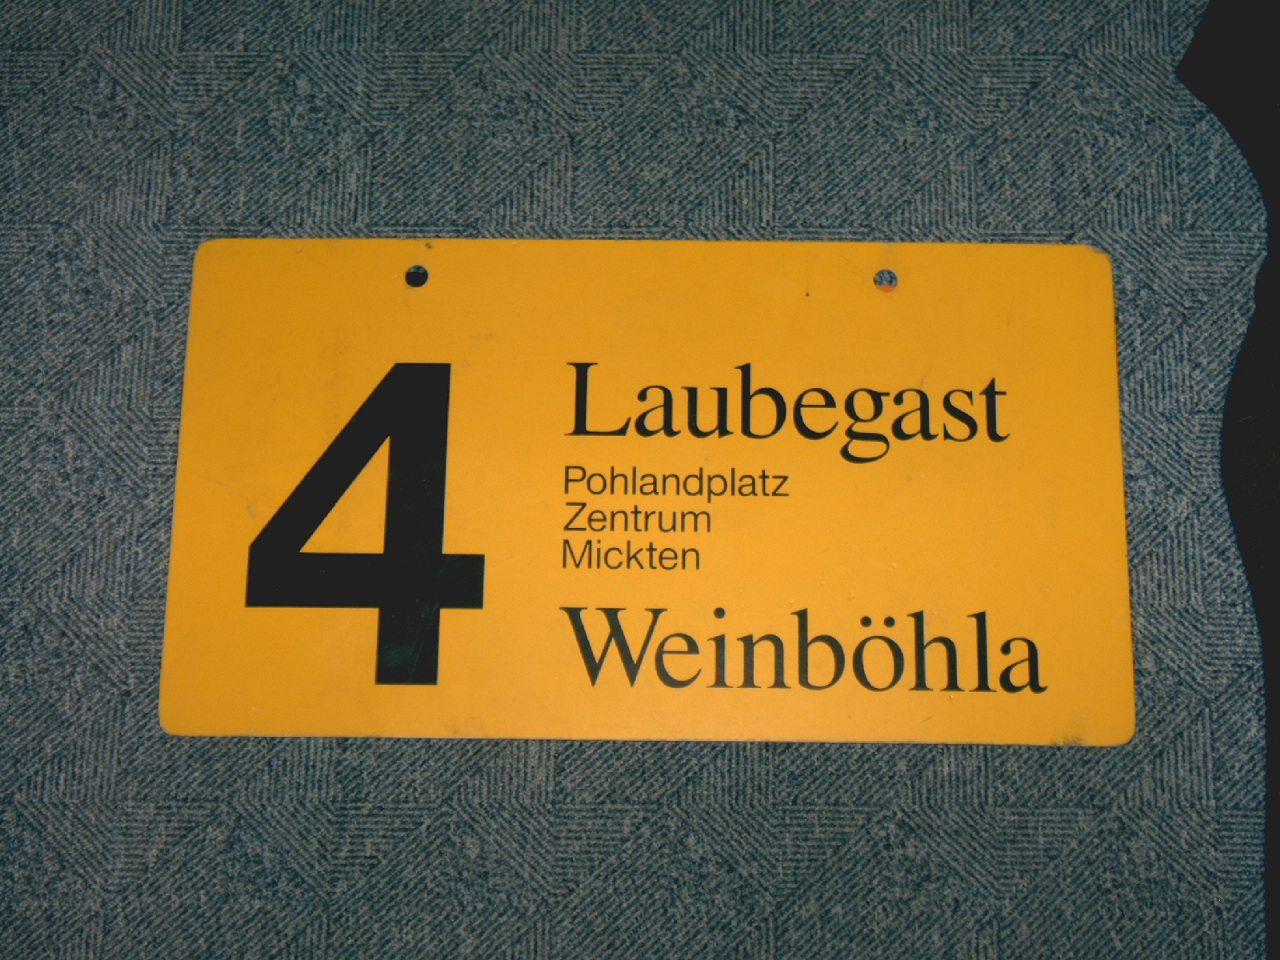 4
Laubegast
Pohlandplatz
Zentrum
Mickten
Weinböhla